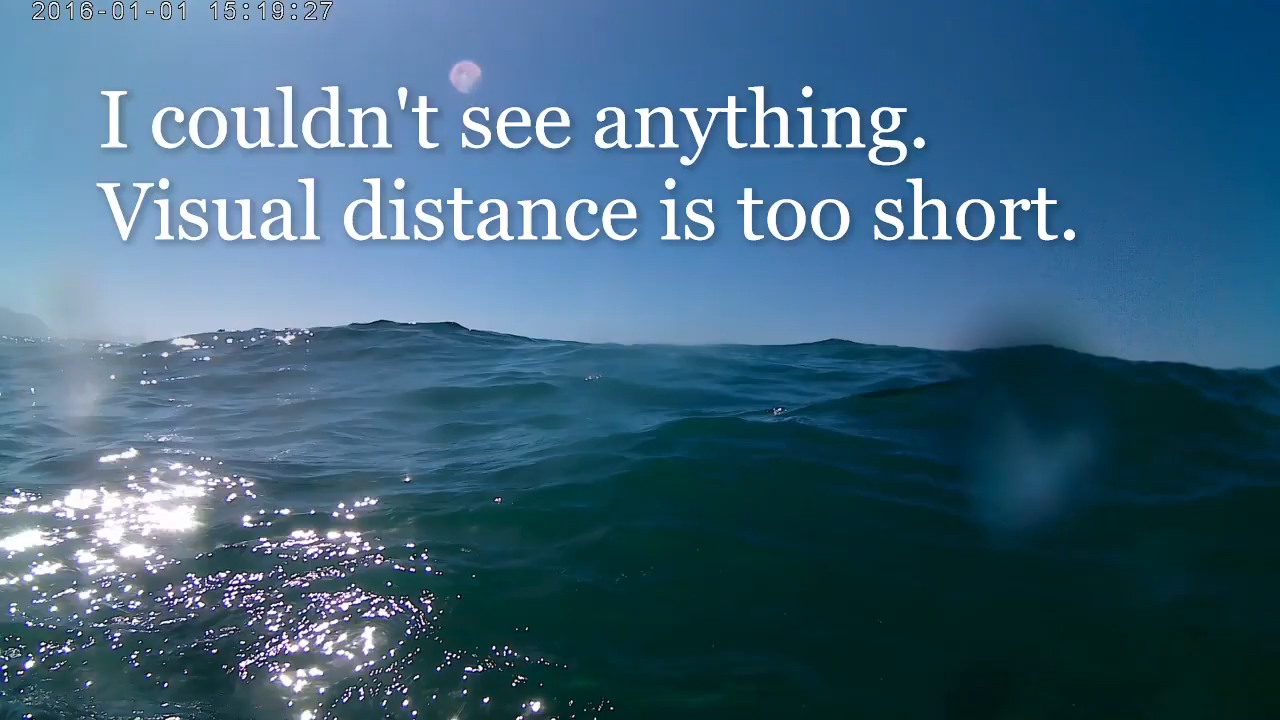 2016-01-01 15:19:27
I couldn't see anything.
Visual distance is too short.